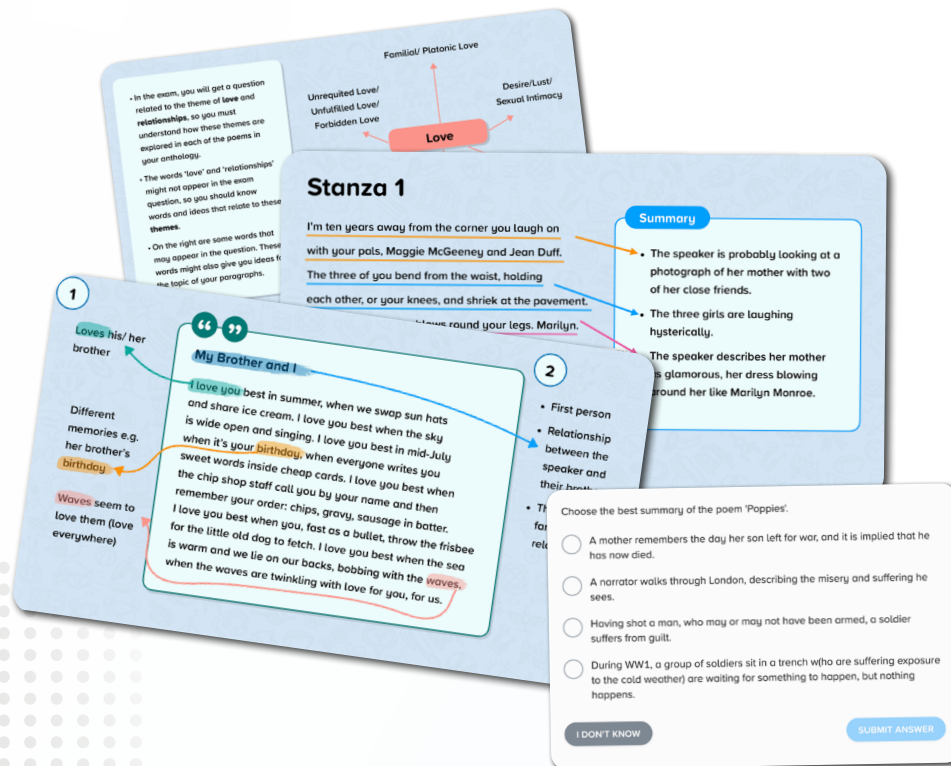 • In the exam, you will get a question
related to the theme of love and
relationships, so you must
understand how these themes are
explored in each of the poems in
your anthology.
• The words 'love' and 'relationships'
might not appear in the exam
question, so you should know
words and ideas that relate to these
themes.
• On the right are some words that
may appear in the question. These
words might also give you ideas
the topic of your paragraphs.
Familial/ Platonic Love
Unrequited Love/
Unfulfilled Love/
Forbidden Love
Desire/Lust/
Sexual Intimacy
Love
Stanza 1
I'm ten years away from the corner you laugh on
with your pals, Maggie McGeeney and Jean Duff.
The three of you bend from the waist, holding
each other, or your knees, and shriek at the pavement.
round your legs. Marilyn.
Summary
• The speaker is probably looking at a
photograph of her mother with two
of her close friends.
• The three girls are laughing
hysterically.
The speaker describes her mother
glamorous, her dress blowing
around her like Marilyn Monroe.
1
Loves his/ her
brother
Different
memories e.g.
her brother's
birthday
Waves seem to
love them (love
everywhere)
“ ”
My Brother and I
I love you best in summer, when we swap sun hats
and share ice cream. I love you best when the sky
is wide open and singing. I love you best in mid-July
when it's your birthday, when everyone writes you
sweet words inside cheap cards. I love you best when
the chip shop staff call you by your name and then
remember your order: chips, gravy, sausage in batter.
I love you best when you, fast as a bullet, throw the frisbee
for the little old dog to fetch. I love you best when the sea
is warm and we lie on our backs, bobbing with the waves,
when the waves are twinkling with love for you, for us.
2
• First person
• Relationship
between the
speaker and
their
Choose the best summary of the poem 'Poppies'.
A mother remembers the day her son left for war, and it is implied that he
has now died.
A narrator walks through London, describing the misery and suffering he
sees.
Having shot a man, who may or may not have been armed, a soldier
suffers from guilt.
During WW1, a group of soldiers sit in a trench w(ho are suffering exposure
to the cold weather) are waiting for something to happen, but nothing
happens.
I DON'T KNOW
SUBMIT ANSWER